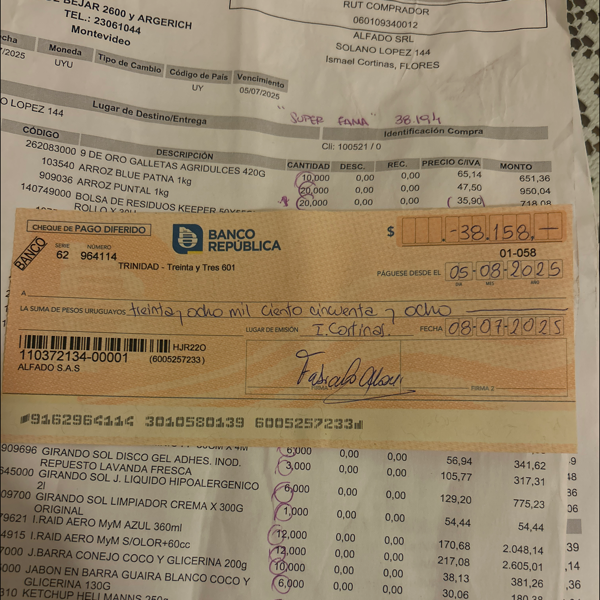 BEJAR 2600 y ARGERICH
TEL.: 23061044
Montevideo
RUT COMPRADOR
060109340012
ALFADO SRL
SOLANO LOPEZ 144
Ismael Cortinas, FLORES
Moneda Tipo de Cambio Código de País Vencimiento
/2025 UYU UY 05/07/2025
O LOPEZ 144 Lugar de Destino/Entrega
"SUPER FAMA" 38.194
Identificación Compra
Cli: 100521 / 0
CÓDIGO DESCRIPCIÓN CANTIDAD DESC. REC. PRECIO C/IVA MONTO
262083000 9 DE ORO GALLETAS AGRIDULCES 420G 10,000 0,00 0,00 65,14 651,36
103540 ARROZ BLUE PATNA 1kg 20,000 0,00 0,00 47,50 950,04
909036 ARROZ PUNTAL 1kg 20,000 0,00 0,00 35,90 718,08
140749000 BOLSA DE RESIDUOS KEEPER
CHEQUE DE PAGO DIFERIDO
BANCO
SERIE NÚMERO
62 964114
BANCO
REPÚBLICA
TRINIDAD - Treinta y Tres 601
$ .-38.158.-
01-058
PÁGUESE DESDE EL 05-08-2025
DIA MES AÑO
A
LA SUMA DE PESOS URUGUAYOS treinta y ocho mil ciento cincuenta y ocho
LUGAR DE EMISIÓN I. Cortinas. FECHA 08-07-2025
HJR22O
110372134-00001 (6005257233)
ALFADO S.A.S
FIRMA 2
9162964114 3010580139 6005257233
909696 GIRANDO SOL DISCO GEL ADHES. INOD. 6,000 0,00 0,00 56,94 341,62
REPUESTO LAVANDA FRESCA
645000 GIRANDO SOL J. LIQUIDO HIPOALERGENICO 3,000 0,00 0,00 105,77 317,31
2l
09700 GIRANDO SOL LIMPIADOR CREMA X 300G 6,000 0,00 0,00 129,20 775,23
ORIGINAL
79621 I.RAID AERO MyM AZUL 360ml 1,000 0,00 0,00 54,44 54,44
4915 I.RAID AERO MyM S/OLOR+60cc 12,000 0,00 0,00 170,68 2.048,14
7000 J.BARRA CONEJO COCO Y GLICERINA 200g 12,000 0,00 0,00 217,08 2.605,01
5000 JABON EN BARRA GUAIRA BLANCO COCO Y 10,000 0,00 0,00 38,13 381,26
GLICERINA 130G
310 KETCHUP HELLMANNS 6,000 0,00 0,00 30,06 180,38